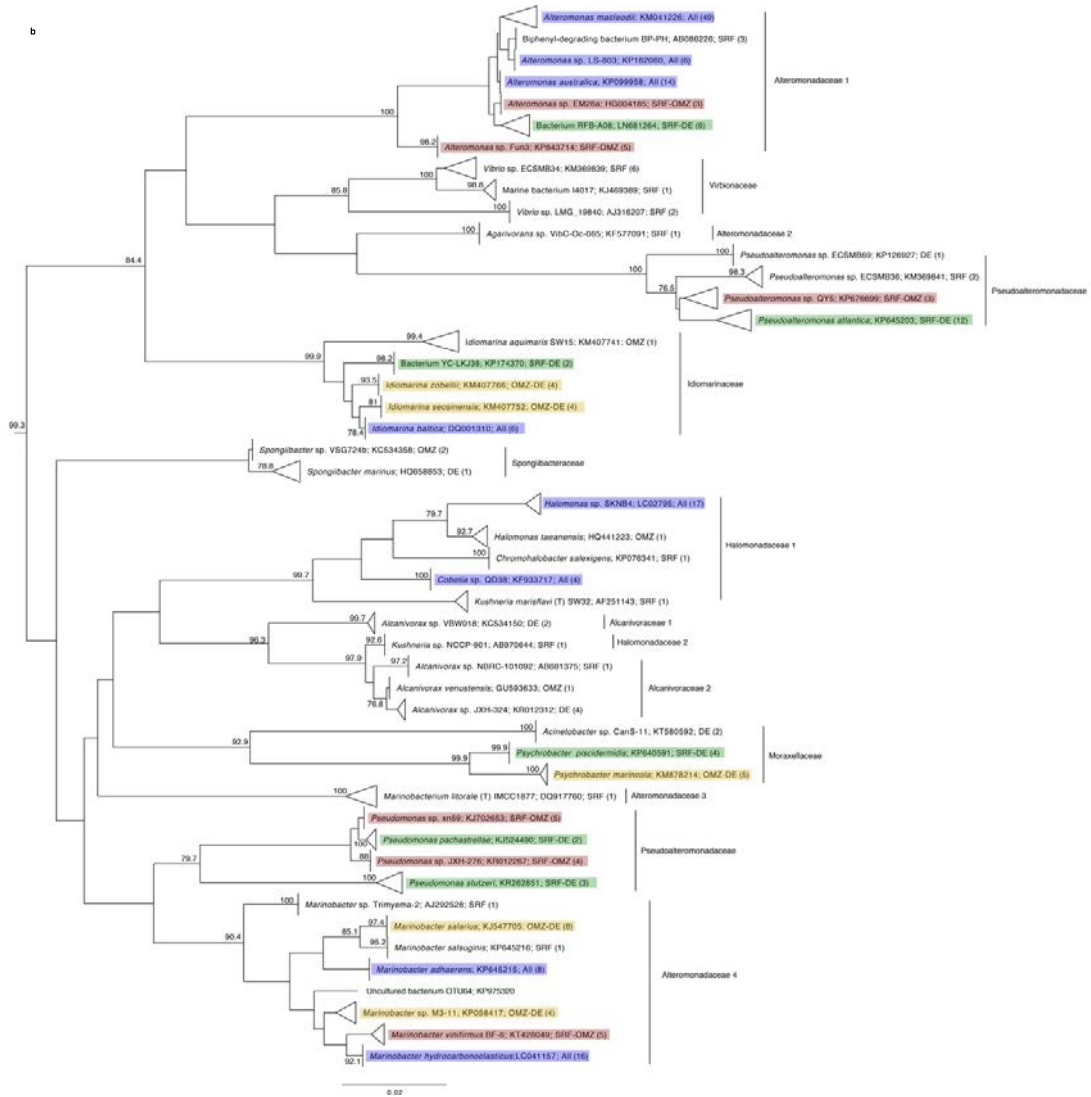 b
Alteromonas macleodii; KM041226; All (49)
Biphenyl-degrading bacterium BP-PH; AB086226; SRF (3)
Alteromonas sp. LS-803; KP182060, All (6)
Alteromonas australica, KP099958, All (14)
Alteromonas sp. EM26a; HG004185; SRF-OMZ (3)
Bacterium RFB-A08; LN681264, SRF-DE (6)
100
98.2
Alteromonas sp. Fun3; KP843714; SRF-OMZ (5)
Alteromonadaceae 1
Vibrio sp. ECSMB34; KM369839; SRF (6)
100
98.8
Marine bacterium I4017; KJ469389; SRF (1)
85.8
100
Vibrio sp. LMG_19840; AJ316207; SRF (2)
Virbionaceae
100
Agarivorans sp. VibC-Oc-065; KF577091; SRF (1)
Alteromonadaceae 2
100
Pseudoalteromonas sp. ECSMB69; KP126927; DE (1)
100
98.3
Pseudoalteromonas sp. ECSMB36; KM369841; SRF (2)
76.5
Pseudoalteromonas sp. QY5; KP676699; SRF-OMZ (3)
Pseudoalteromonas atlantica; KP645203; SRF-DE (12)
Pseudoalteromonadaceae
84.4
99.4
Idiomarina aquimaris SW15; KM407741; OMZ (1)
99.9
98.2
Bacterium YC-LKJ38; KP174370; SRF-DE (2)
93.5
Idiomarina zobellii; KM407766; OMZ-DE (4)
81
Idiomarina seosinensis; KM407752; OMZ-DE (4)
78.4
Idiomarina baltica; DQ001310; All (6)
Idiomarinaceae
99.3
Spongiibacter sp. VSG724b; KC534358; OMZ (2)
78.8
Spongiibacter marinus; HQ658853; DE (1)
Spongiibacteraceae
Halomonas sp. SKNB4; LC02795; All (17)
79.7
92.7
Halomonas taeanensis; HQ441223; OMZ (1)
100
Chromohalobacter salexigens; KP076341; SRF (1)
99.7
100
Cobetia sp. QD38; KF933717; All (4)
Kushneria marisflavi (T) SW32; AF251143, SRF (1)
Halomonadaceae 1
99.7
Alcanivorax sp. VBW018; KC534150; DE (2)
Alcanivoraceae 1
96.3
92.6
Kushneria sp. NCCP-901; AB970644; SRF (1)
Halomonadaceae 2
97.9
97.2
Alcanivorax sp. NBRC-101092; AB681375; SRF (1)
Alcanivorax venustensis; GU593633; OMZ (1)
76.8
Alcanivorax sp. JXH-324; KR012312; DE (4)
Alcanivoraceae 2
100
Acinetobacter sp. CanS-11; KT580592, DE (2)
92.9
99.9
Psychrobacter piscidermidis; KP640591; SRF-DE (4)
99.9
100
Psychrobacter marincola; KM878214; OMZ-DE (5)
Moraxellaceae
100
Marinobacterium litorale (T) IMCC1877; DQ917760; SRF (1)
Alteromonadaceae 3
Pseudomonas sp. xn59; KJ702653; SRF-OMZ (5)
100
Pseudomonas pachastrellae; KJ524490; SRF-DE (2)
88
Pseudomonas sp. JXH-276; KR012267; SRF-OMZ (4)
79.7
100
Pseudomonas stutzeri, KR262851; SRF-DE (3)
Pseudoalteromonadaceae
100
Marinobacter sp. Trimyema-2; AJ292528; SRF (1)
97.4
Marinobacter salarius; KJ547705; OMZ-DE (8)
85.1
95.2
Marinobacter salsuginis; KP645216; SRF (1)
90.4
Marinobacter adhaerens; KP645215; All (8)
Uncultured bacterium OTU64; KP975320
Marinobacter sp. M3-11; KP058417; OMZ-DE (4)
Marinobacter vinifirmus BF-6; KT428049; SRF-OMZ (5)
92.1
Marinobacter hydrocarbonoclasticus;LC041157; All (16)
Alteromonadaceae 4
0.02